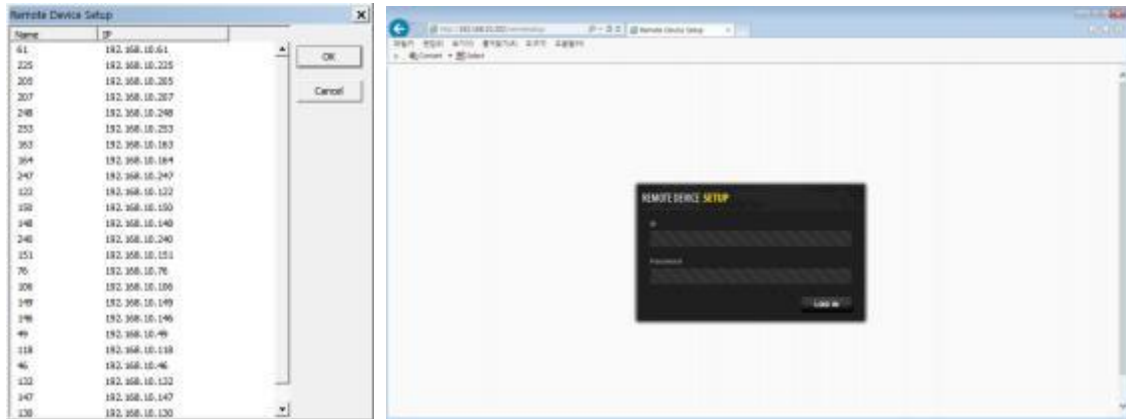 Remote Device Setup
Name IP
61 192.168.10.61
225 192.168.10.225
205 192.168.10.205
207 192.168.10.207
248 192.168.10.248
253 192.168.10.253
163 192.168.10.163
164 192.168.10.164
247 192.168.10.247
122 192.168.10.122
150 192.168.10.150
148 192.168.10.148
240 192.168.10.240
151 192.168.10.151
76 192.168.10.76
106 192.168.10.106
149 192.168.10.149
146 192.168.10.146
49 192.168.10.49
118 192.168.10.118
46 192.168.10.46
132 192.168.10.132
147 192.168.10.147
130 192.168.10.130
OK
Cancel
Remote Device Setup
Convert Select
REMOTE DEVICE SETUP
ID
Password
LOG IN